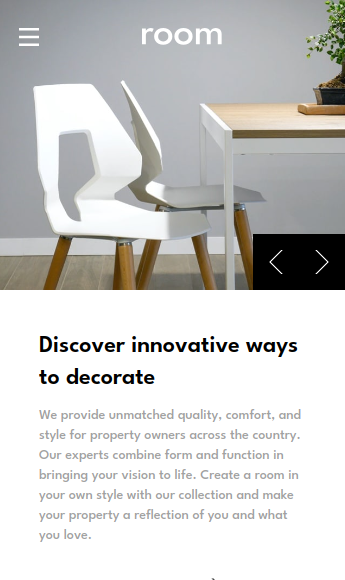 room
Discover innovative ways
to decorate
We provide unmatched quality, comfort, and
style for property owners across the country.
Our experts combine form and function in
bringing your vision to life. Create a room in
your own style with our collection and make
your property a reflection of you and what
you love.